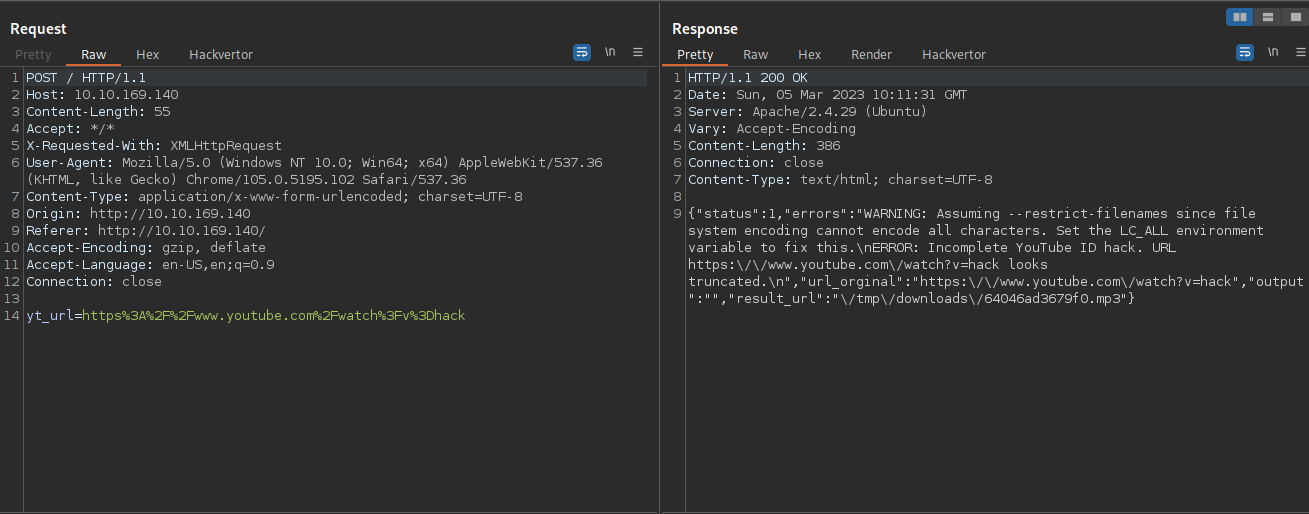 Request
Pretty Raw Hex Hackvertor \n
1 POST / HTTP/1.1
2 Host: 10.10.169.140
3 Content-Length: 55
4 Accept: */*
5 X-Requested-With: XMLHttpRequest
6 User-Agent: Mozilla/5.0 (Windows NT 10.0; Win64; x64) AppleWebKit/537.36
(KHTML, like Gecko) Chrome/105.0.5195.102 Safari/537.36
7 Content-Type: application/x-www-form-urlencoded; charset=UTF-8
8 Origin: http://10.10.169.140
9 Referer: http://10.10.169.140/
10 Accept-Encoding: gzip, deflate
11 Accept-Language: en-US,en;q=0.9
12 Connection: close
13
14 yt_url=https%3A%2F%2Fwww.youtube.com%2Fwatch%3Fv%3Dhack
Response
Pretty Raw Hex Render Hackvertor \n
1 HTTP/1.1 200 OK
2 Date: Sun, 05 Mar 2023 10:11:31 GMT
3 Server: Apache/2.4.29 (Ubuntu)
4 Vary: Accept-Encoding
5 Content-Length: 386
6 Connection: close
7 Content-Type: text/html; charset=UTF-8
8
9 {"status":1,"errors":"WARNING: Assuming --restrict-filenames since file
system encoding cannot encode all characters. Set the LC_ALL environment
variable to fix this.\nERROR: Incomplete YouTube ID hack. URL
https:\/\/www.youtube.com\/watch?v=hack looks
truncated.\n","url_orginal":"https:\/\/www.youtube.com\/watch?v=hack","output
":"","result_url":"\/tmp\/downloads\/64046ad3679f0.mp3"}